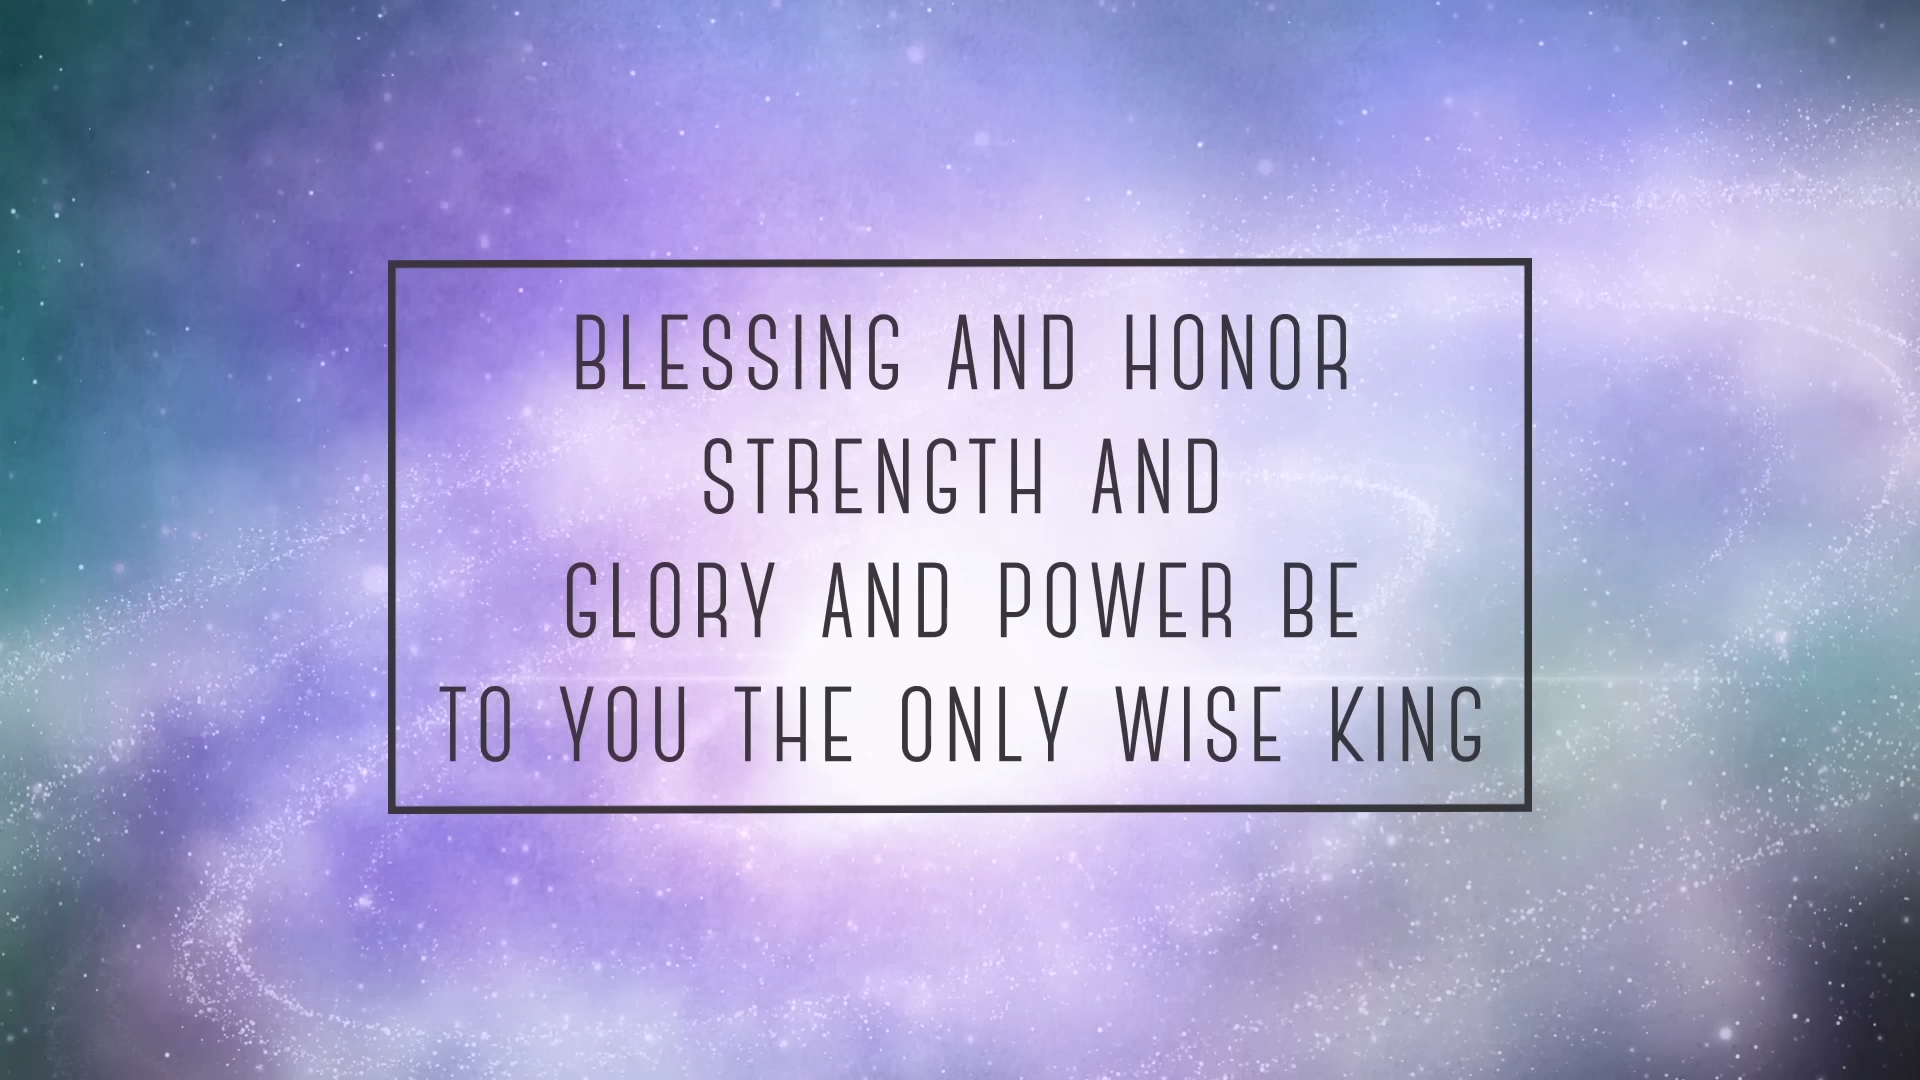 BLESSING AND HONOR
STRENGTH AND
GLORY AND POWER BE
TO YOU THE ONLY WISE KING